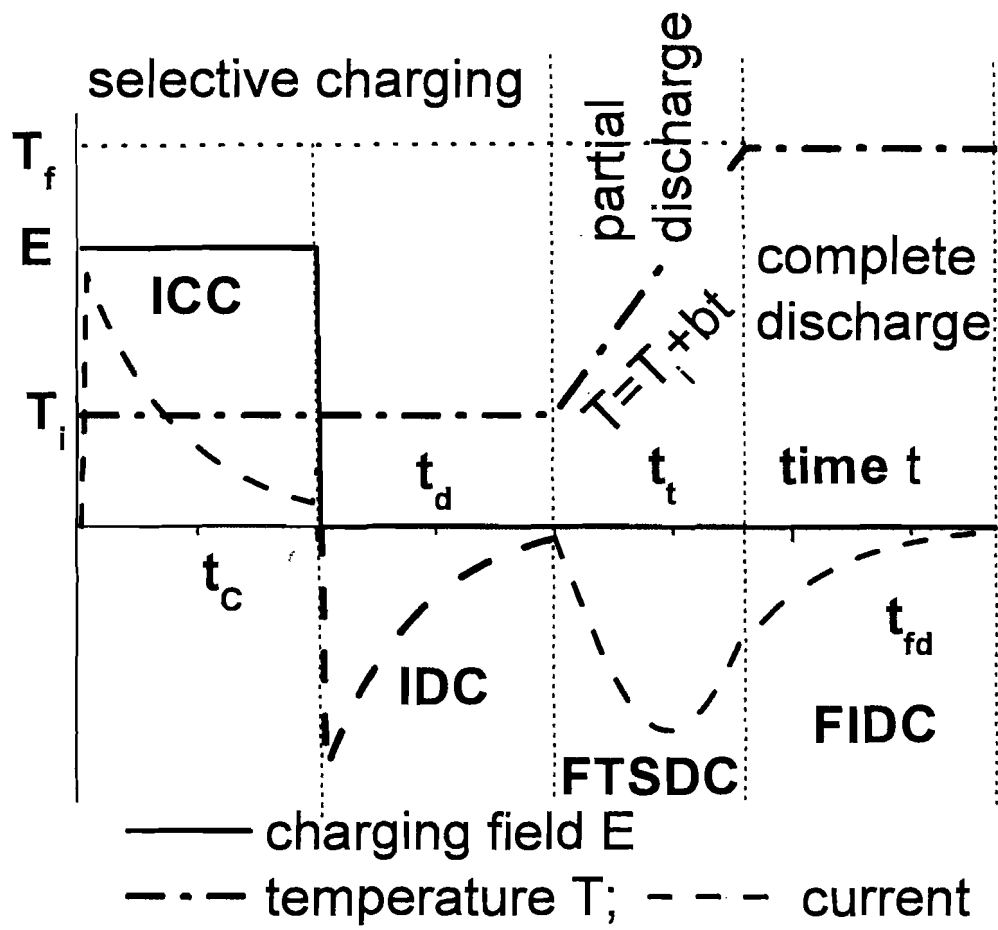 selective charging
partial
discharge
T_f
E
ICC
complete
discharge
T=T_i+bt
T_i
t_d
t_t
time t
t_C
t_fd
IDC
FIDC
FTSDC
charging field E
temperature T; current